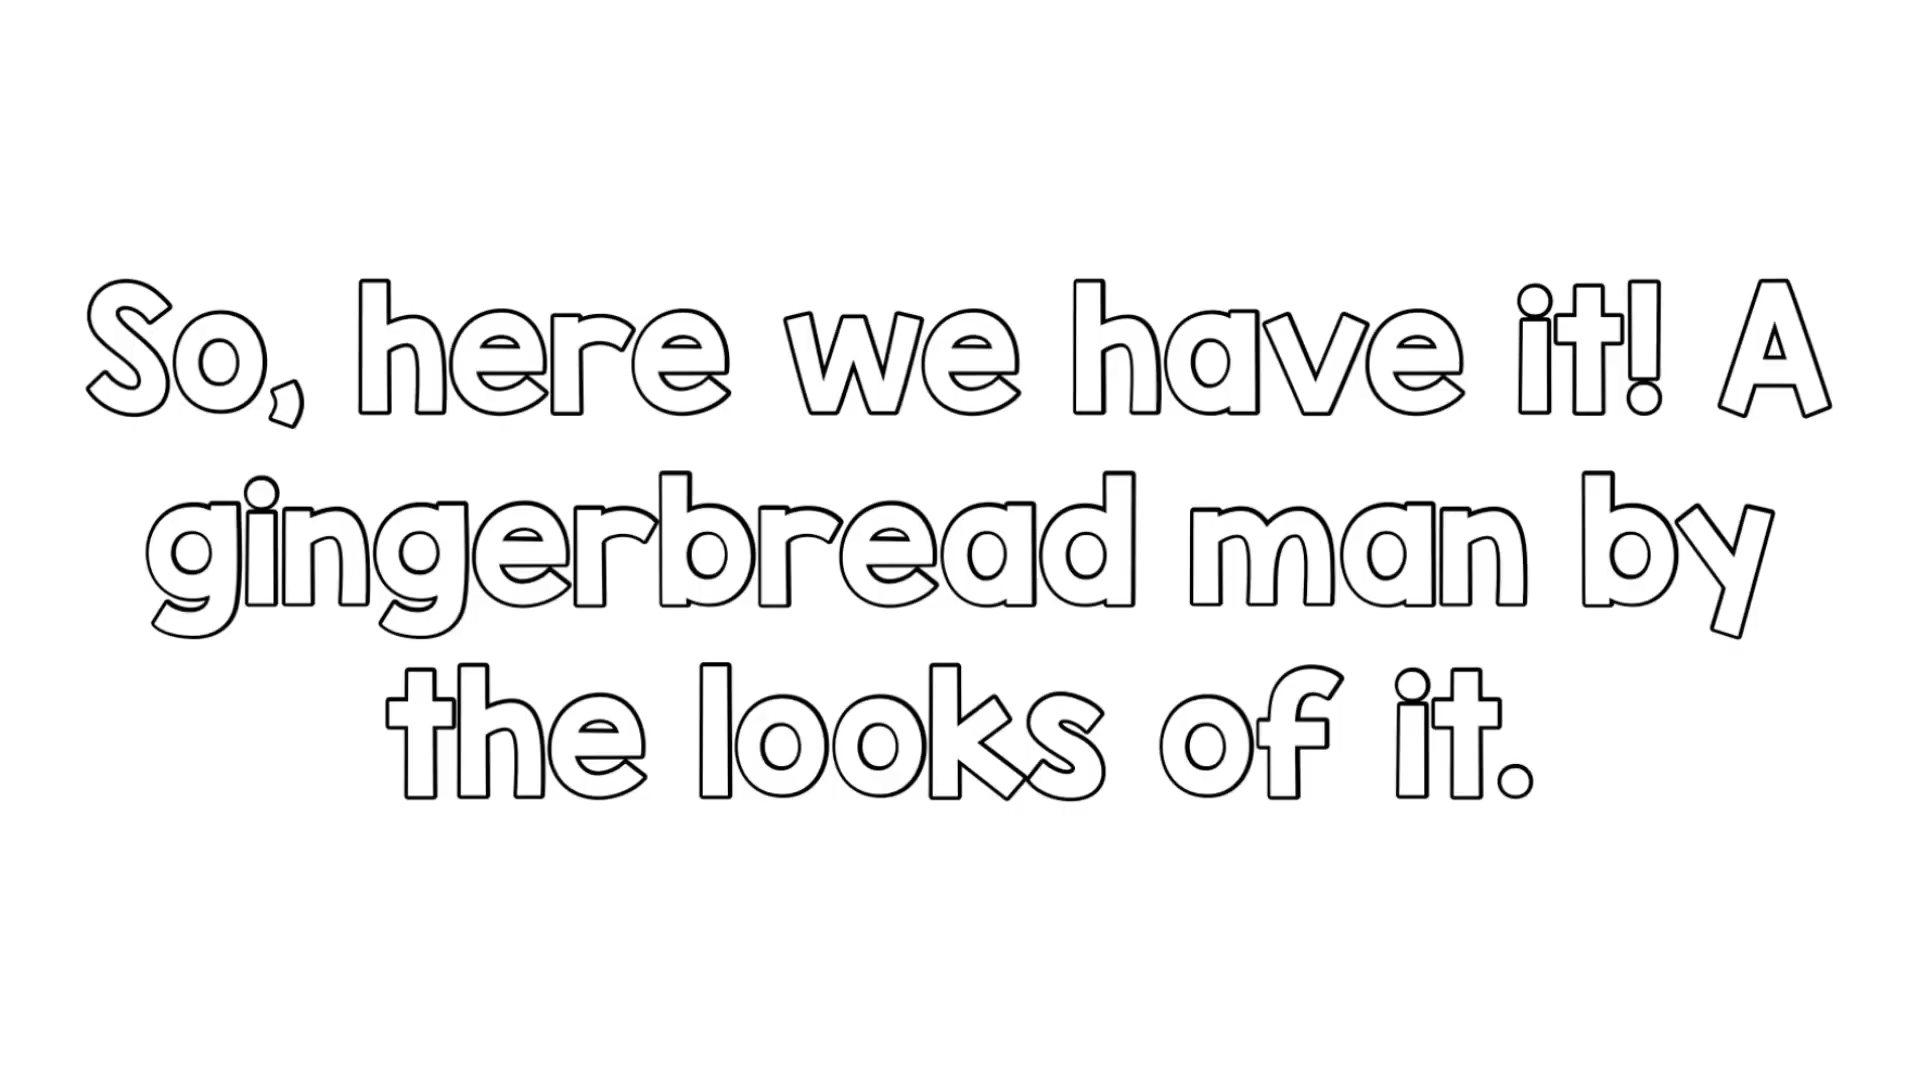 So, here we have it! A
gingerbread man by
the looks of it.